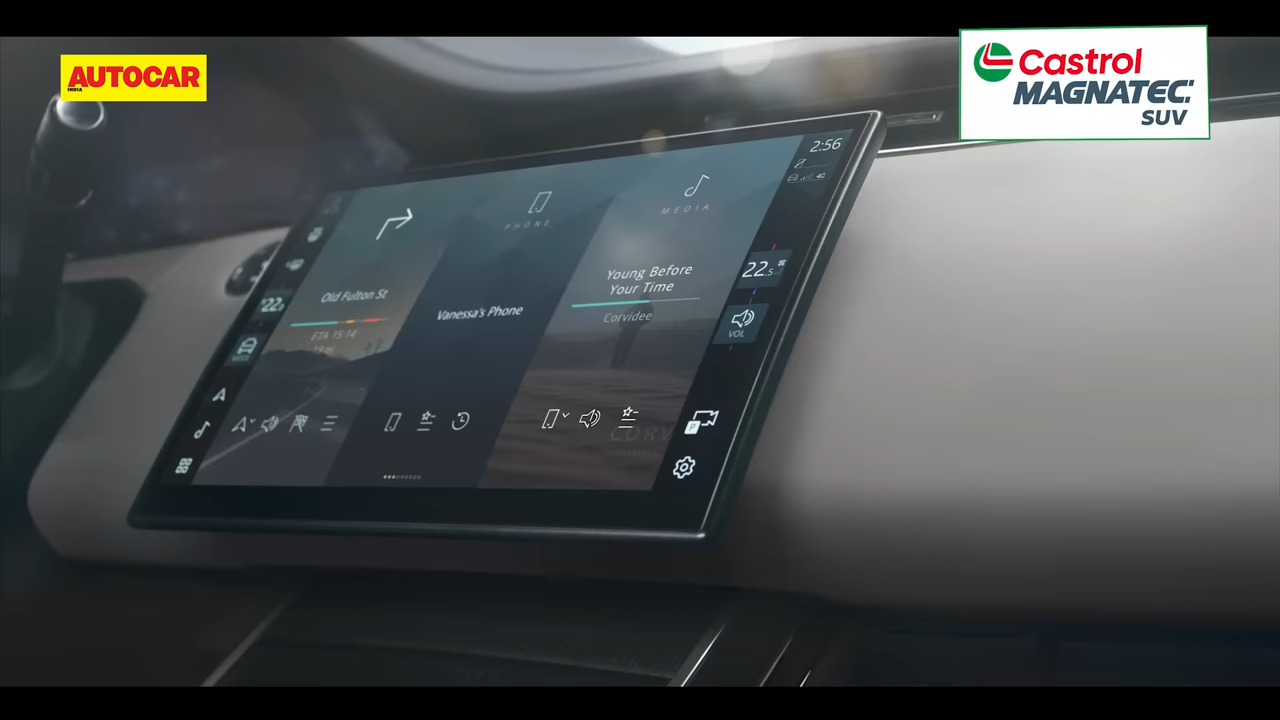 AUTOCAR
INDIA
Castrol
MAGNATEC
SUV
2:56
4G
PHONE
MEDIA
Old Fulton St
ETA 15:14
Vanessa's Phone
Young Before
Your Time
Corvidee
22.5
22.
VOL
P